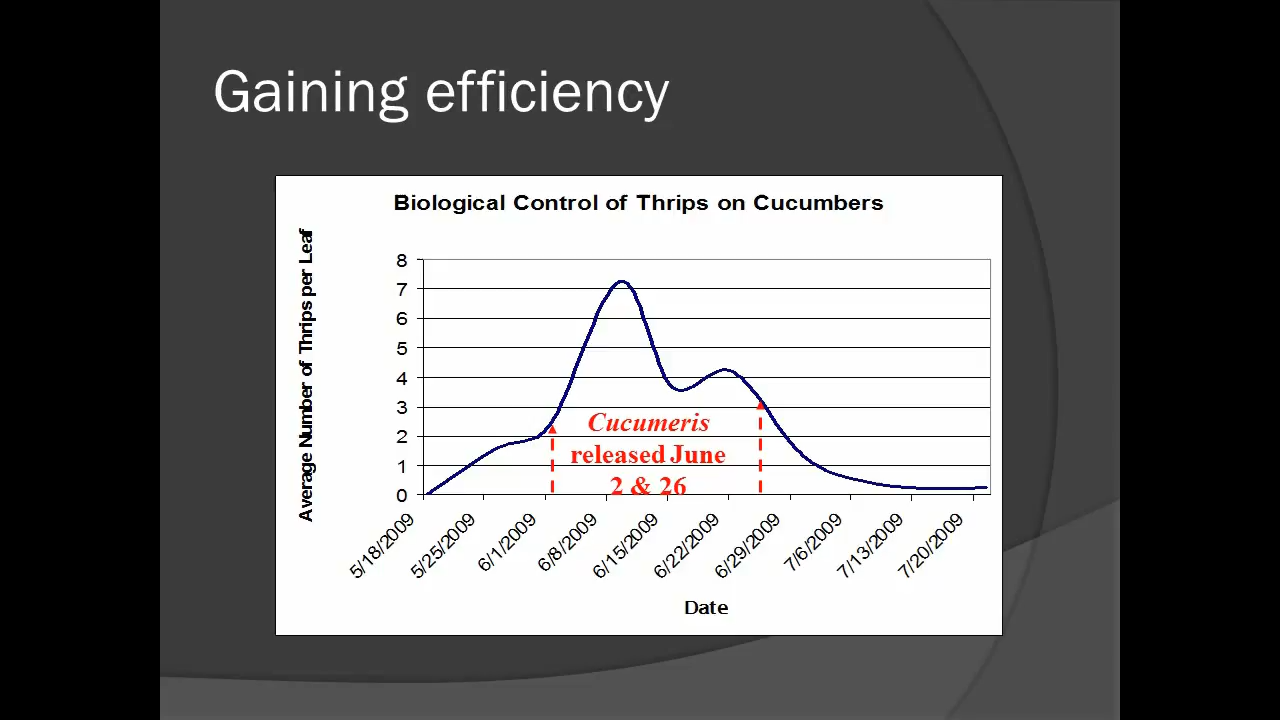 Gaining efficiency
Biological Control of Thrips on Cucumbers
Average Number of Thrips per Leaf
8
7
6
5
4
3
2
1
0
Cucumeris
released June
2 & 26
5/18/2009
5/25/2009
6/1/2009
6/8/2009
6/15/2009
6/22/2009
6/29/2009
7/6/2009
7/13/2009
7/20/2009
Date